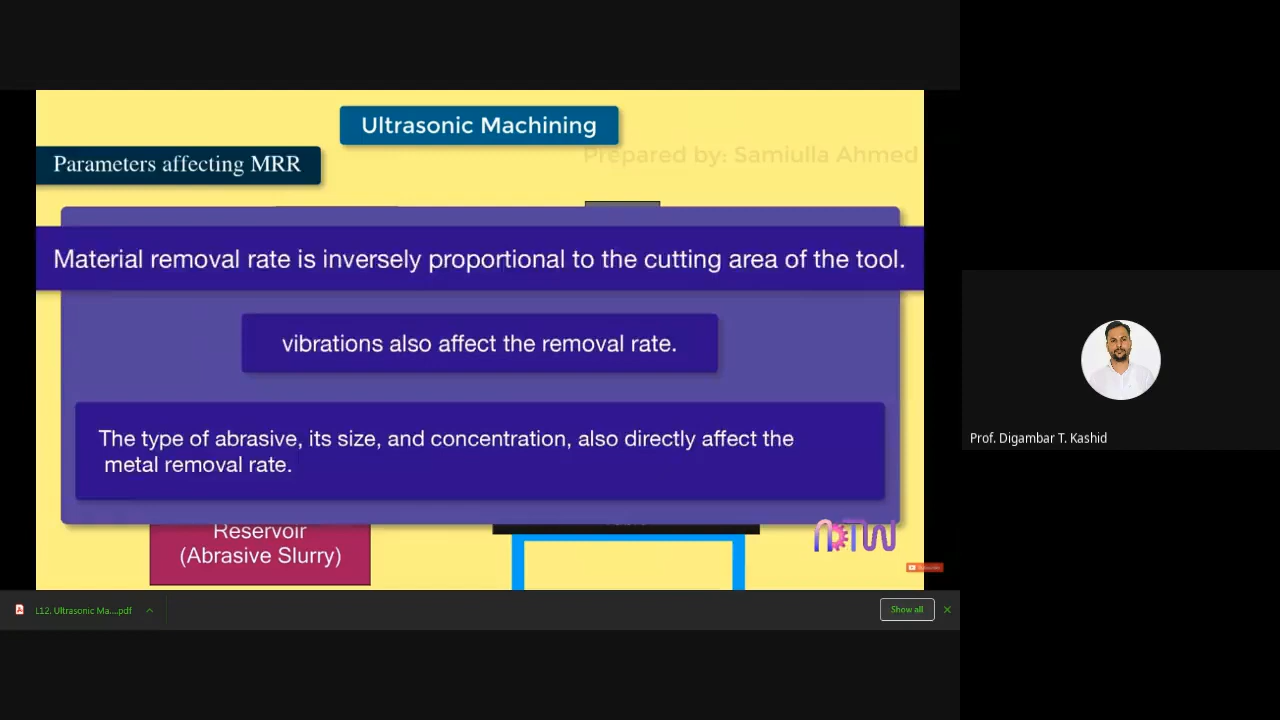 Ultrasonic Machining
Prepared by: Samiulla Ahmed
Parameters affecting MRR
Material removal rate is inversely proportional to the cutting area of the tool.
vibrations also affect the removal rate.
The type of abrasive, its size, and concentration, also directly affect the
metal removal rate.
Reservoir
(Abrasive Slurry)
Prof. Digambar T. Kashid
L12. Ultrasonic Ma....pdf
Show all